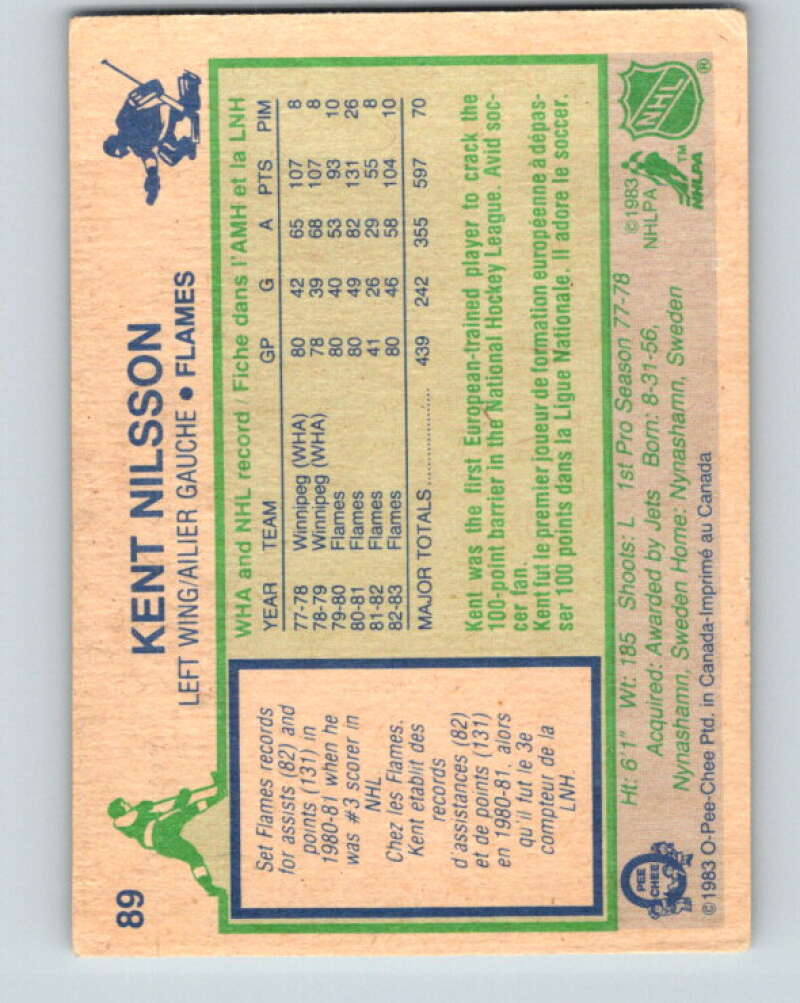 89
KENT NILSSON
LEFT WING/AILIER GAUCHE • FLAMES
Set Flames records
for assists (82) and
points (131) in
1980-81 when he
was #3 scorer in
NHL.
Chez les Flames.
Kent etablit des
records
d'assistances (82)
et de points (131)
en 1980-81. alors
qu'il fut le 3e
compteur de la
LNH.
WHA and NHL record / Fiche dans l'AMH et la LNH
YEAR TEAM GP G A PTS PIM
77-78 Winnipeg (WHA) 80 42 65 107 8
78-79 Winnipeg (WHA) 78 39 68 107 8
79-80 Flames 80 40 53 93 10
80-81 Flames 80 49 82 131 26
81-82 Flames 41 26 29 55 8
82-83 Flames 80 46 58 104 10
MAJOR TOTALS .............. 439 242 355 597 70
Kent was the first European-trained player to crack the
100-point barrier in the National Hockey League. Avid soc-
cer fan.
Kent fut le premier joueur de formation européenne à dépas-
ser 100 points dans la Ligue Nationale. Il adore le soccer.
Ht: 6'1" Wt: 185 Shoots: L 1st Pro Season 77-78
Acquired: Awarded by Jets Born: 8-31-56,
Nynashamn, Sweden Home: Nynashamn, Sweden
©1983 O-Pee-Chee Ptd. in Canada-Imprimé au Canada
O
PEE
CHEE
©1983
NHLPA
NHLPA
TM
NHL
®